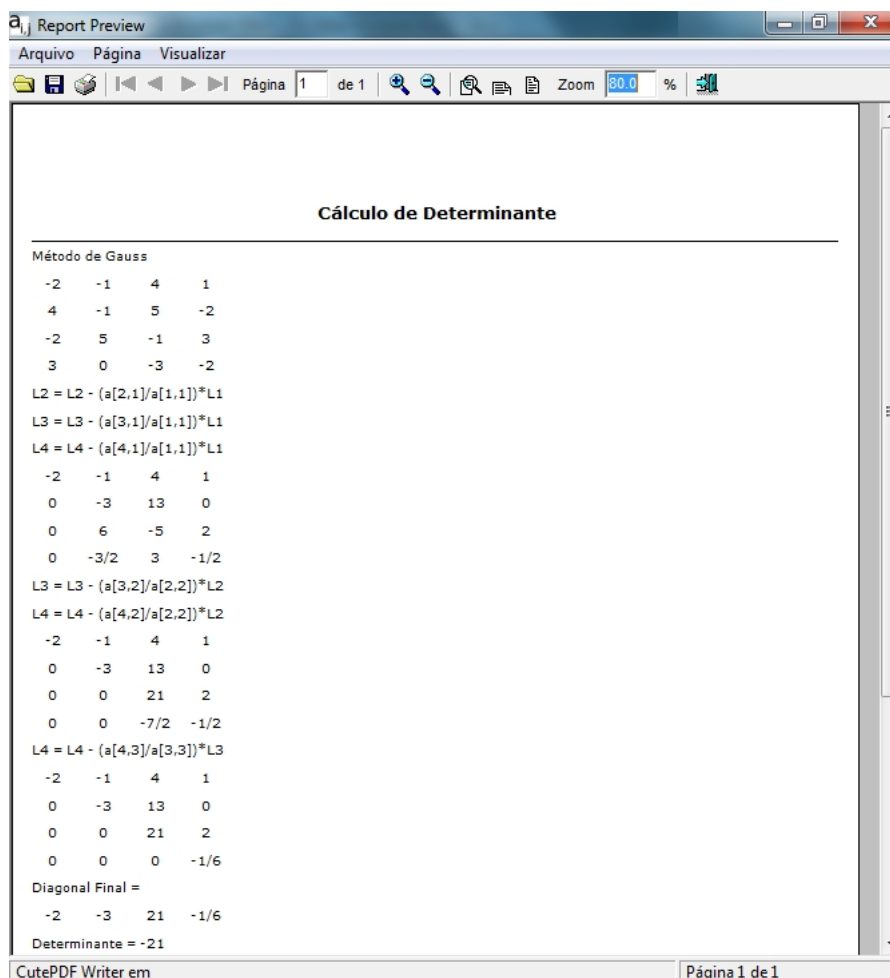 ai,j Report Preview
Arquivo Página Visualizar
Página 1 de 1 Zoom 80.0 %
Cálculo de Determinante
Método de Gauss
-2 -1 4 1
4 -1 5 -2
-2 5 -1 3
3 0 -3 -2
L2 = L2 - (a[2,1]/a[1,1])*L1
L3 = L3 - (a[3,1]/a[1,1])*L1
L4 = L4 - (a[4,1]/a[1,1])*L1
-2 -1 4 1
0 -3 13 0
0 6 -5 2
0 -3/2 3 -1/2
L3 = L3 - (a[3,2]/a[2,2])*L2
L4 = L4 - (a[4,2]/a[2,2])*L2
-2 -1 4 1
0 -3 13 0
0 0 21 2
0 0 -7/2 -1/2
L4 = L4 - (a[4,3]/a[3,3])*L3
-2 -1 4 1
0 -3 13 0
0 0 21 2
0 0 0 -1/6
Diagonal Final =
-2 -3 21 -1/6
Determinante = -21
CutePDF Writer em Página 1 de 1